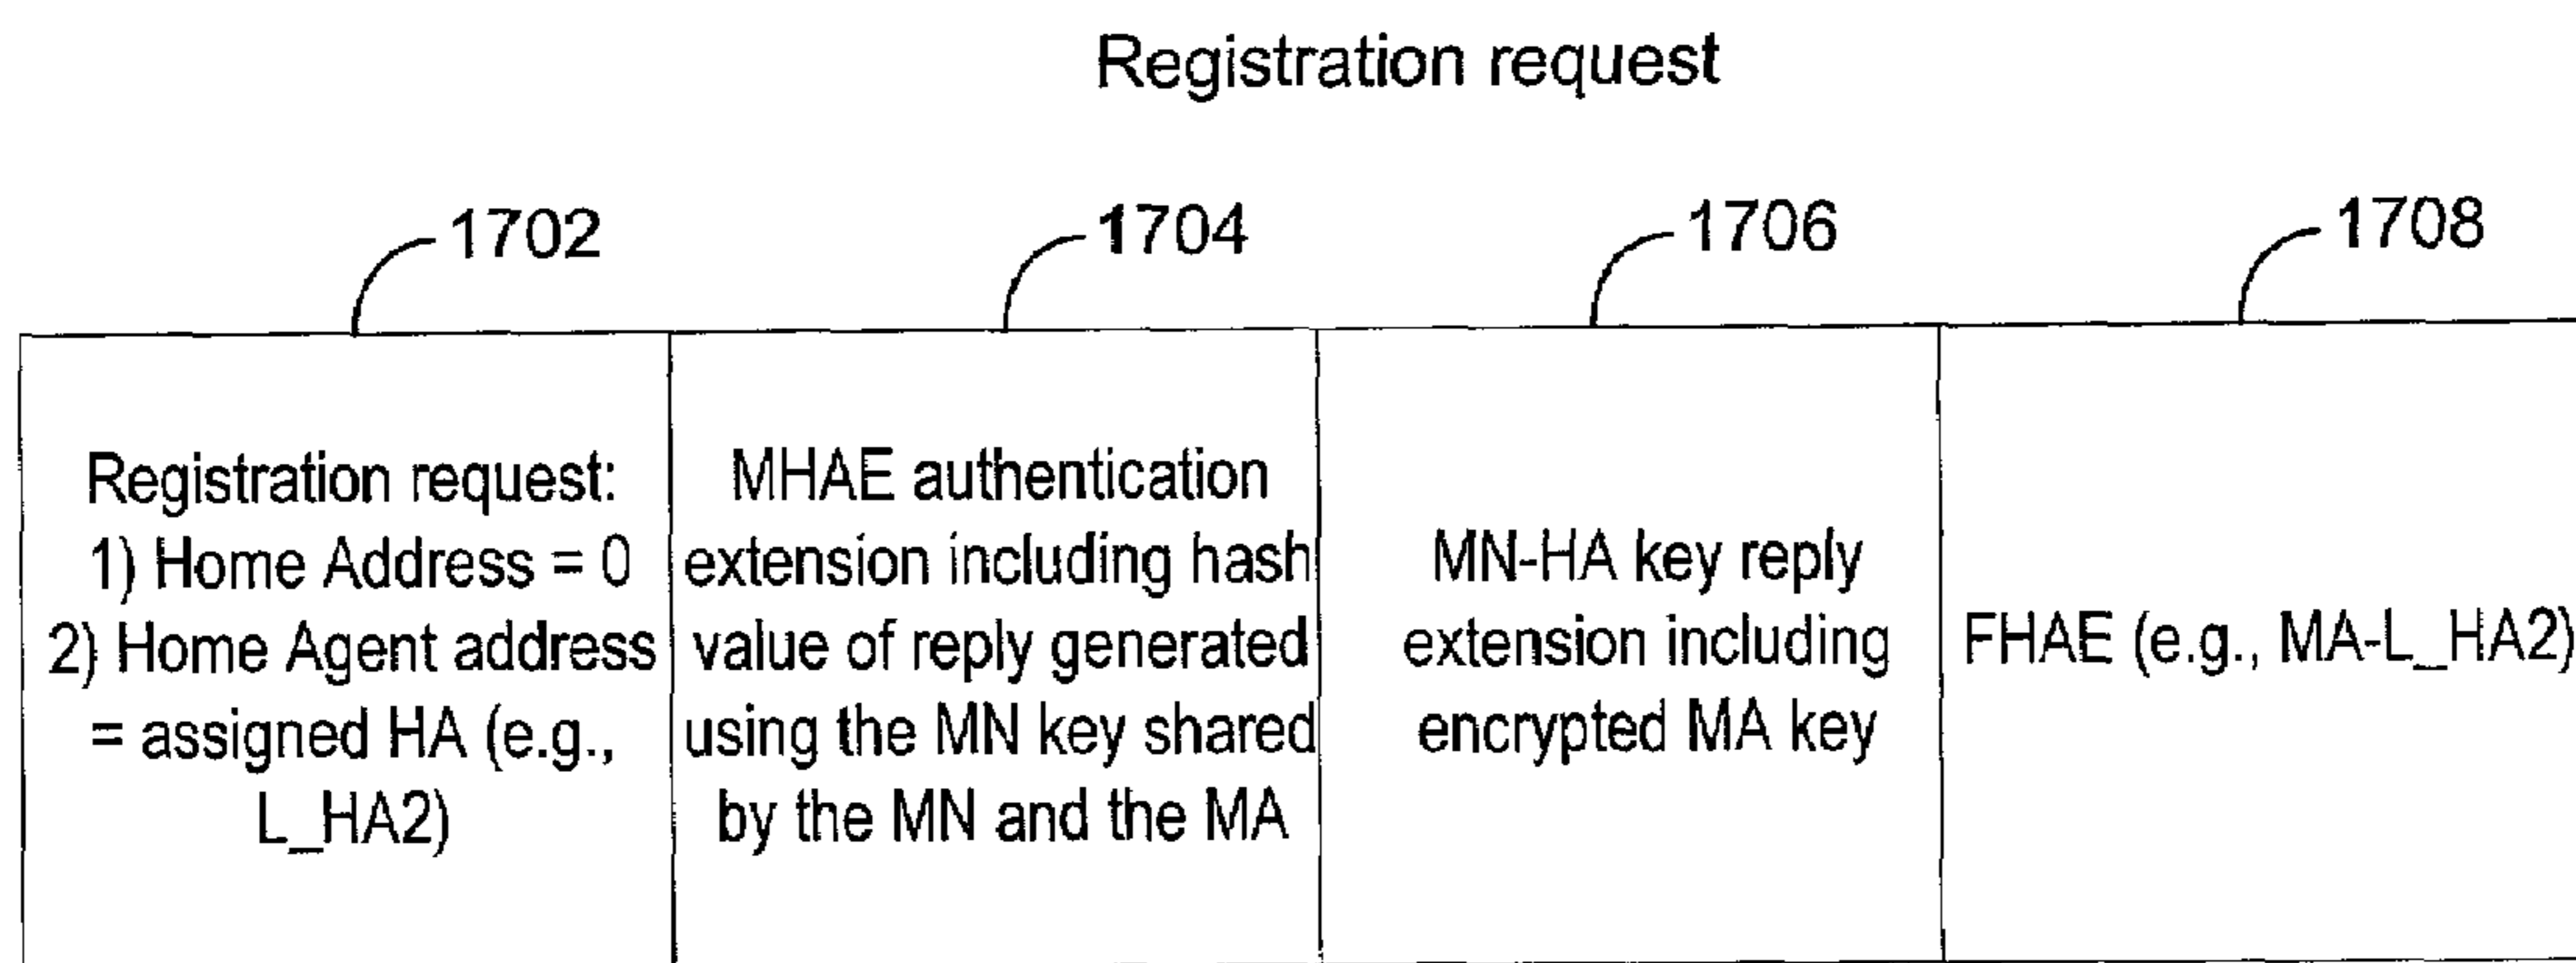 Registration request
1702
1704
1706
1708
Registration request:
1) Home Address = 0
2) Home Agent address
= assigned HA (e.g.,
L_HA2)
MHAE authentication
extension including hash
value of reply generated
using the MN key shared
by the MN and the MA
MN-HA key reply
extension including
encrypted MA key
FHAE (e.g., MA-L_HA2)